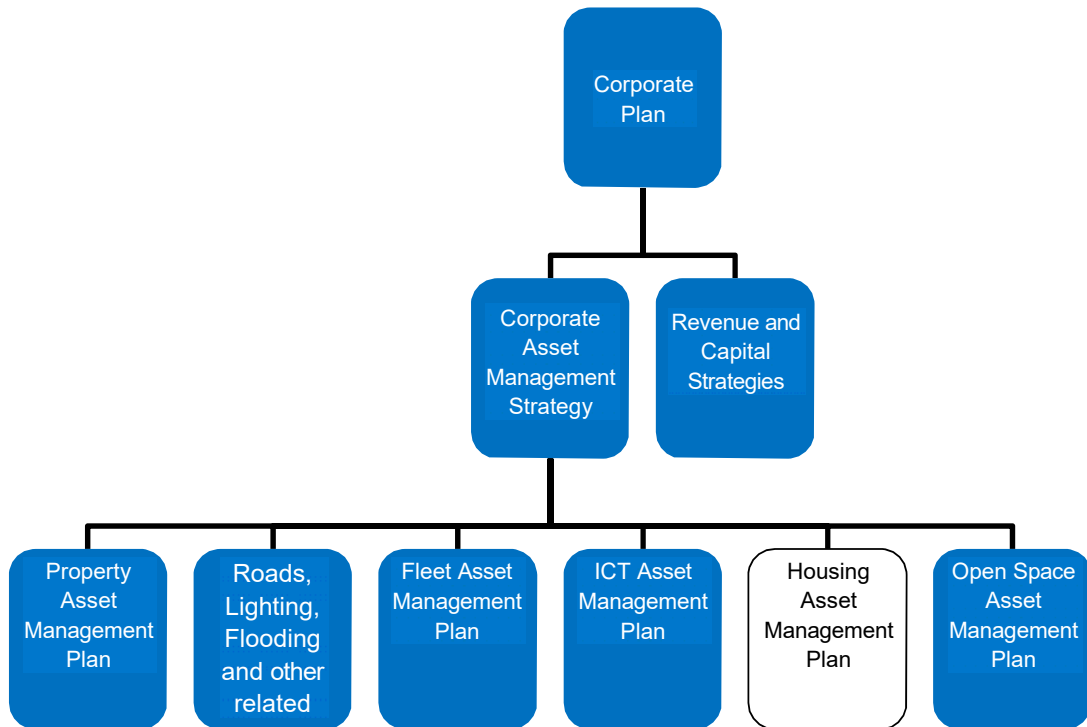 Corporate
Plan
Corporate
Asset
Management
Strategy
Revenue and
Capital
Strategies
Property
Asset
Management
Plan
Roads,
Lighting,
Flooding
and other
related
Fleet Asset
Management
Plan
ICT Asset
Management
Plan
Housing
Asset
Management
Plan
Open Space
Asset
Management
Plan